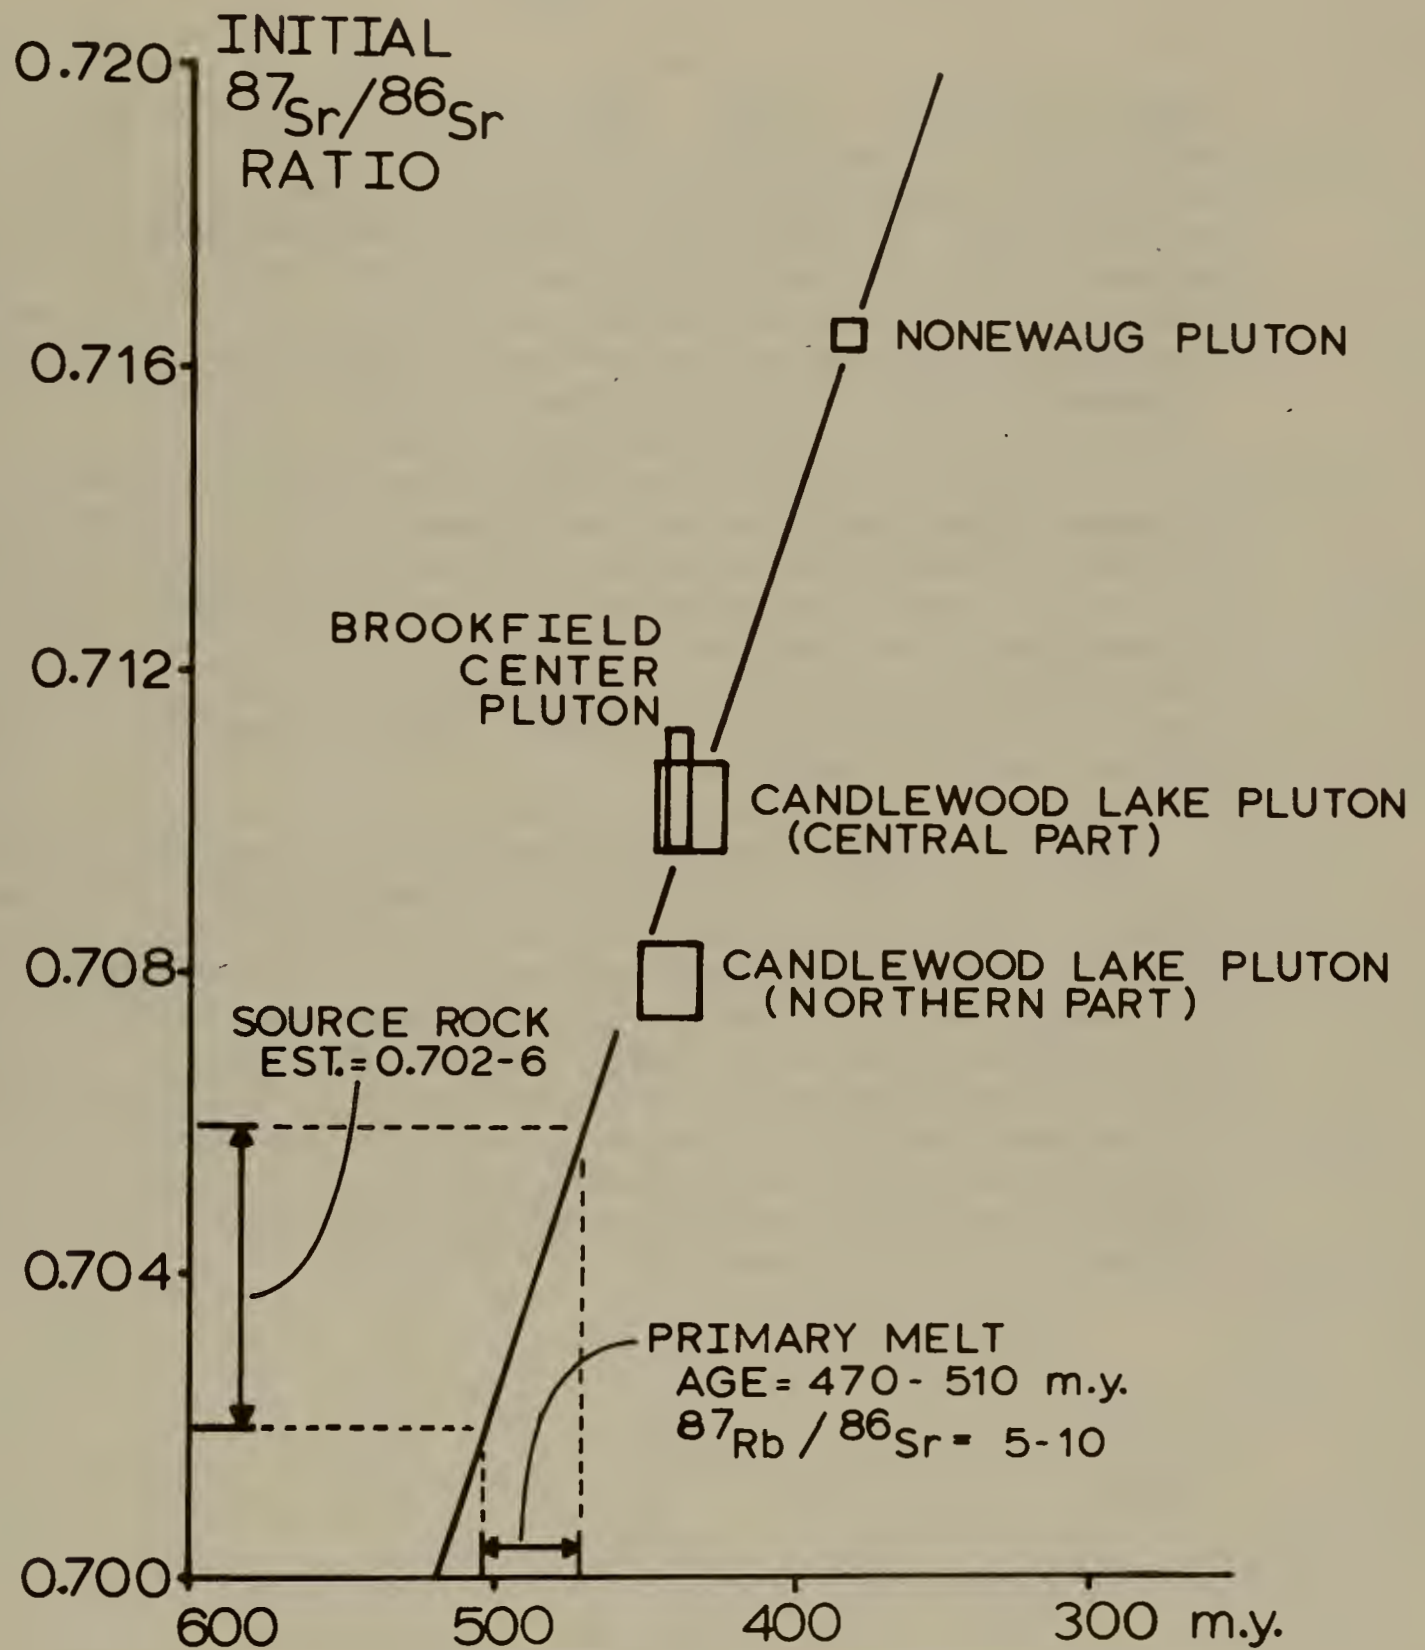 INITIAL
87Sr/86Sr
RATIO
0.720
0.716
0.712
0.708
0.704
0.700
NONEWAUG PLUTON
BROOKFIELD
CENTER
PLUTON
CANDLEWOOD LAKE PLUTON
(CENTRAL PART)
CANDLEWOOD LAKE PLUTON
(NORTHERN PART)
SOURCE ROCK
EST.=0.702-6
PRIMARY MELT
AGE= 470-510 m.y.
87Rb/86Sr= 5-10
600 500 400 300 m.y.